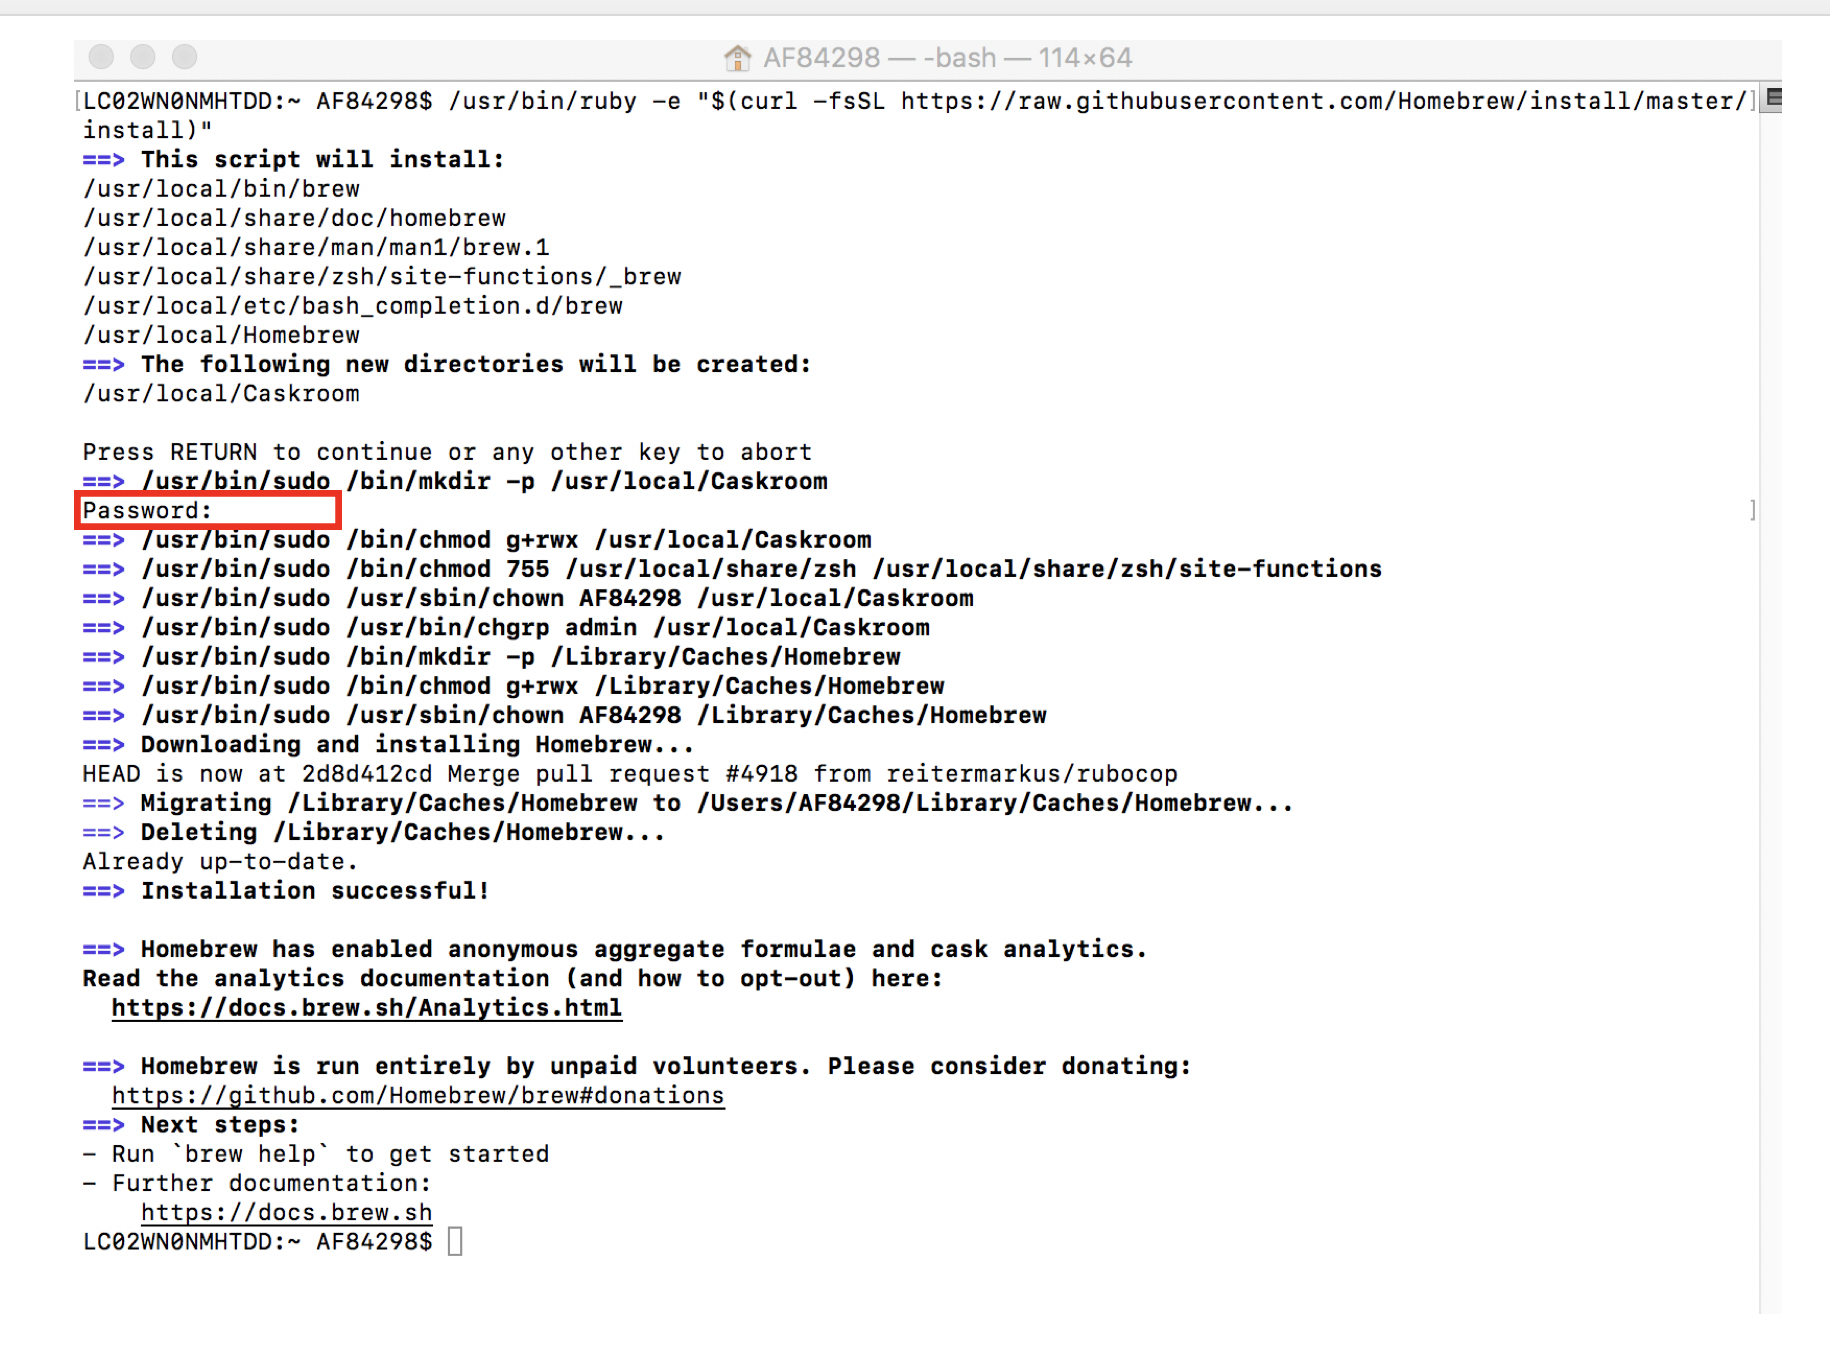 AF84298 — -bash — 114×64
[LC02WN0NMHTDD:~ AF84298$ /usr/bin/ruby -e "$(curl -fsSL https://raw.githubusercontent.com/Homebrew/install/master/]
install)"
==> This script will install:
/usr/local/bin/brew
/usr/local/share/doc/homebrew
/usr/local/share/man/man1/brew.1
/usr/local/share/zsh/site-functions/_brew
/usr/local/etc/bash_completion.d/brew
/usr/local/Homebrew
==> The following new directories will be created:
/usr/local/Caskroom
Press RETURN to continue or any other key to abort
==> /usr/bin/sudo /bin/mkdir -p /usr/local/Caskroom
Password: ]
==> /usr/bin/sudo /bin/chmod g+rwx /usr/local/Caskroom
==> /usr/bin/sudo /bin/chmod 755 /usr/local/share/zsh /usr/local/share/zsh/site-functions
==> /usr/bin/sudo /usr/sbin/chown AF84298 /usr/local/Caskroom
==> /usr/bin/sudo /usr/bin/chgrp admin /usr/local/Caskroom
==> /usr/bin/sudo /bin/mkdir -p /Library/Caches/Homebrew
==> /usr/bin/sudo /bin/chmod g+rwx /Library/Caches/Homebrew
==> /usr/bin/sudo /usr/sbin/chown AF84298 /Library/Caches/Homebrew
==> Downloading and installing Homebrew...
HEAD is now at 2d8d412cd Merge pull request #4918 from reitermarkus/rubocop
==> Migrating /Library/Caches/Homebrew to /Users/AF84298/Library/Caches/Homebrew...
==> Deleting /Library/Caches/Homebrew...
Already up-to-date.
==> Installation successful!
==> Homebrew has enabled anonymous aggregate formulae and cask analytics.
Read the analytics documentation (and how to opt-out) here:
https://docs.brew.sh/Analytics.html
==> Homebrew is run entirely by unpaid volunteers. Please consider donating:
https://github.com/Homebrew/brew#donations
==> Next steps:
- Run `brew help` to get started
- Further documentation:
https://docs.brew.sh
LC02WN0NMHTDD:~ AF84298$